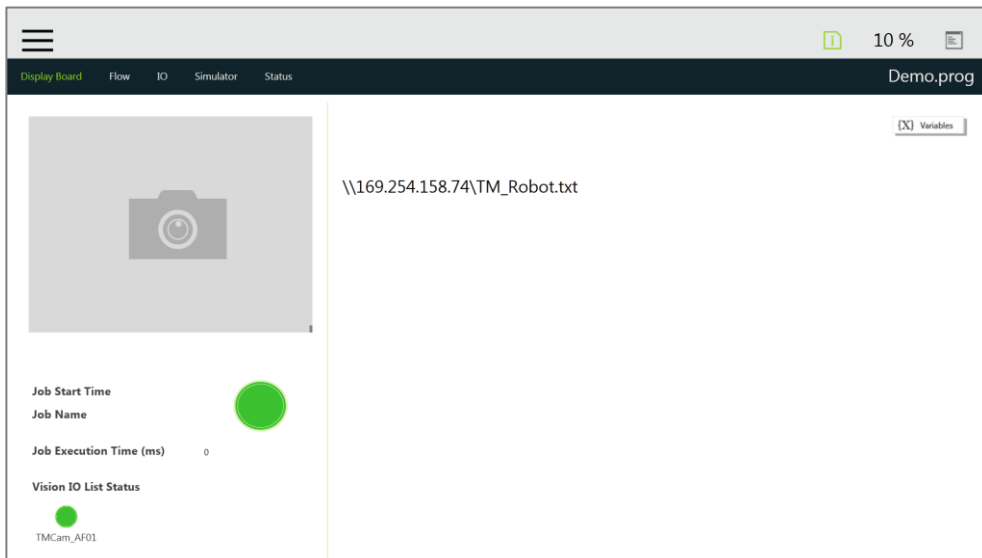 10 %
Display Board Flow IO Simulator Status Demo.prog
{X} Variables
\\169.254.158.74\TM_Robot.txt
Job Start Time
Job Name
Job Execution Time (ms) 0
Vision IO List Status
TMCam_AF01